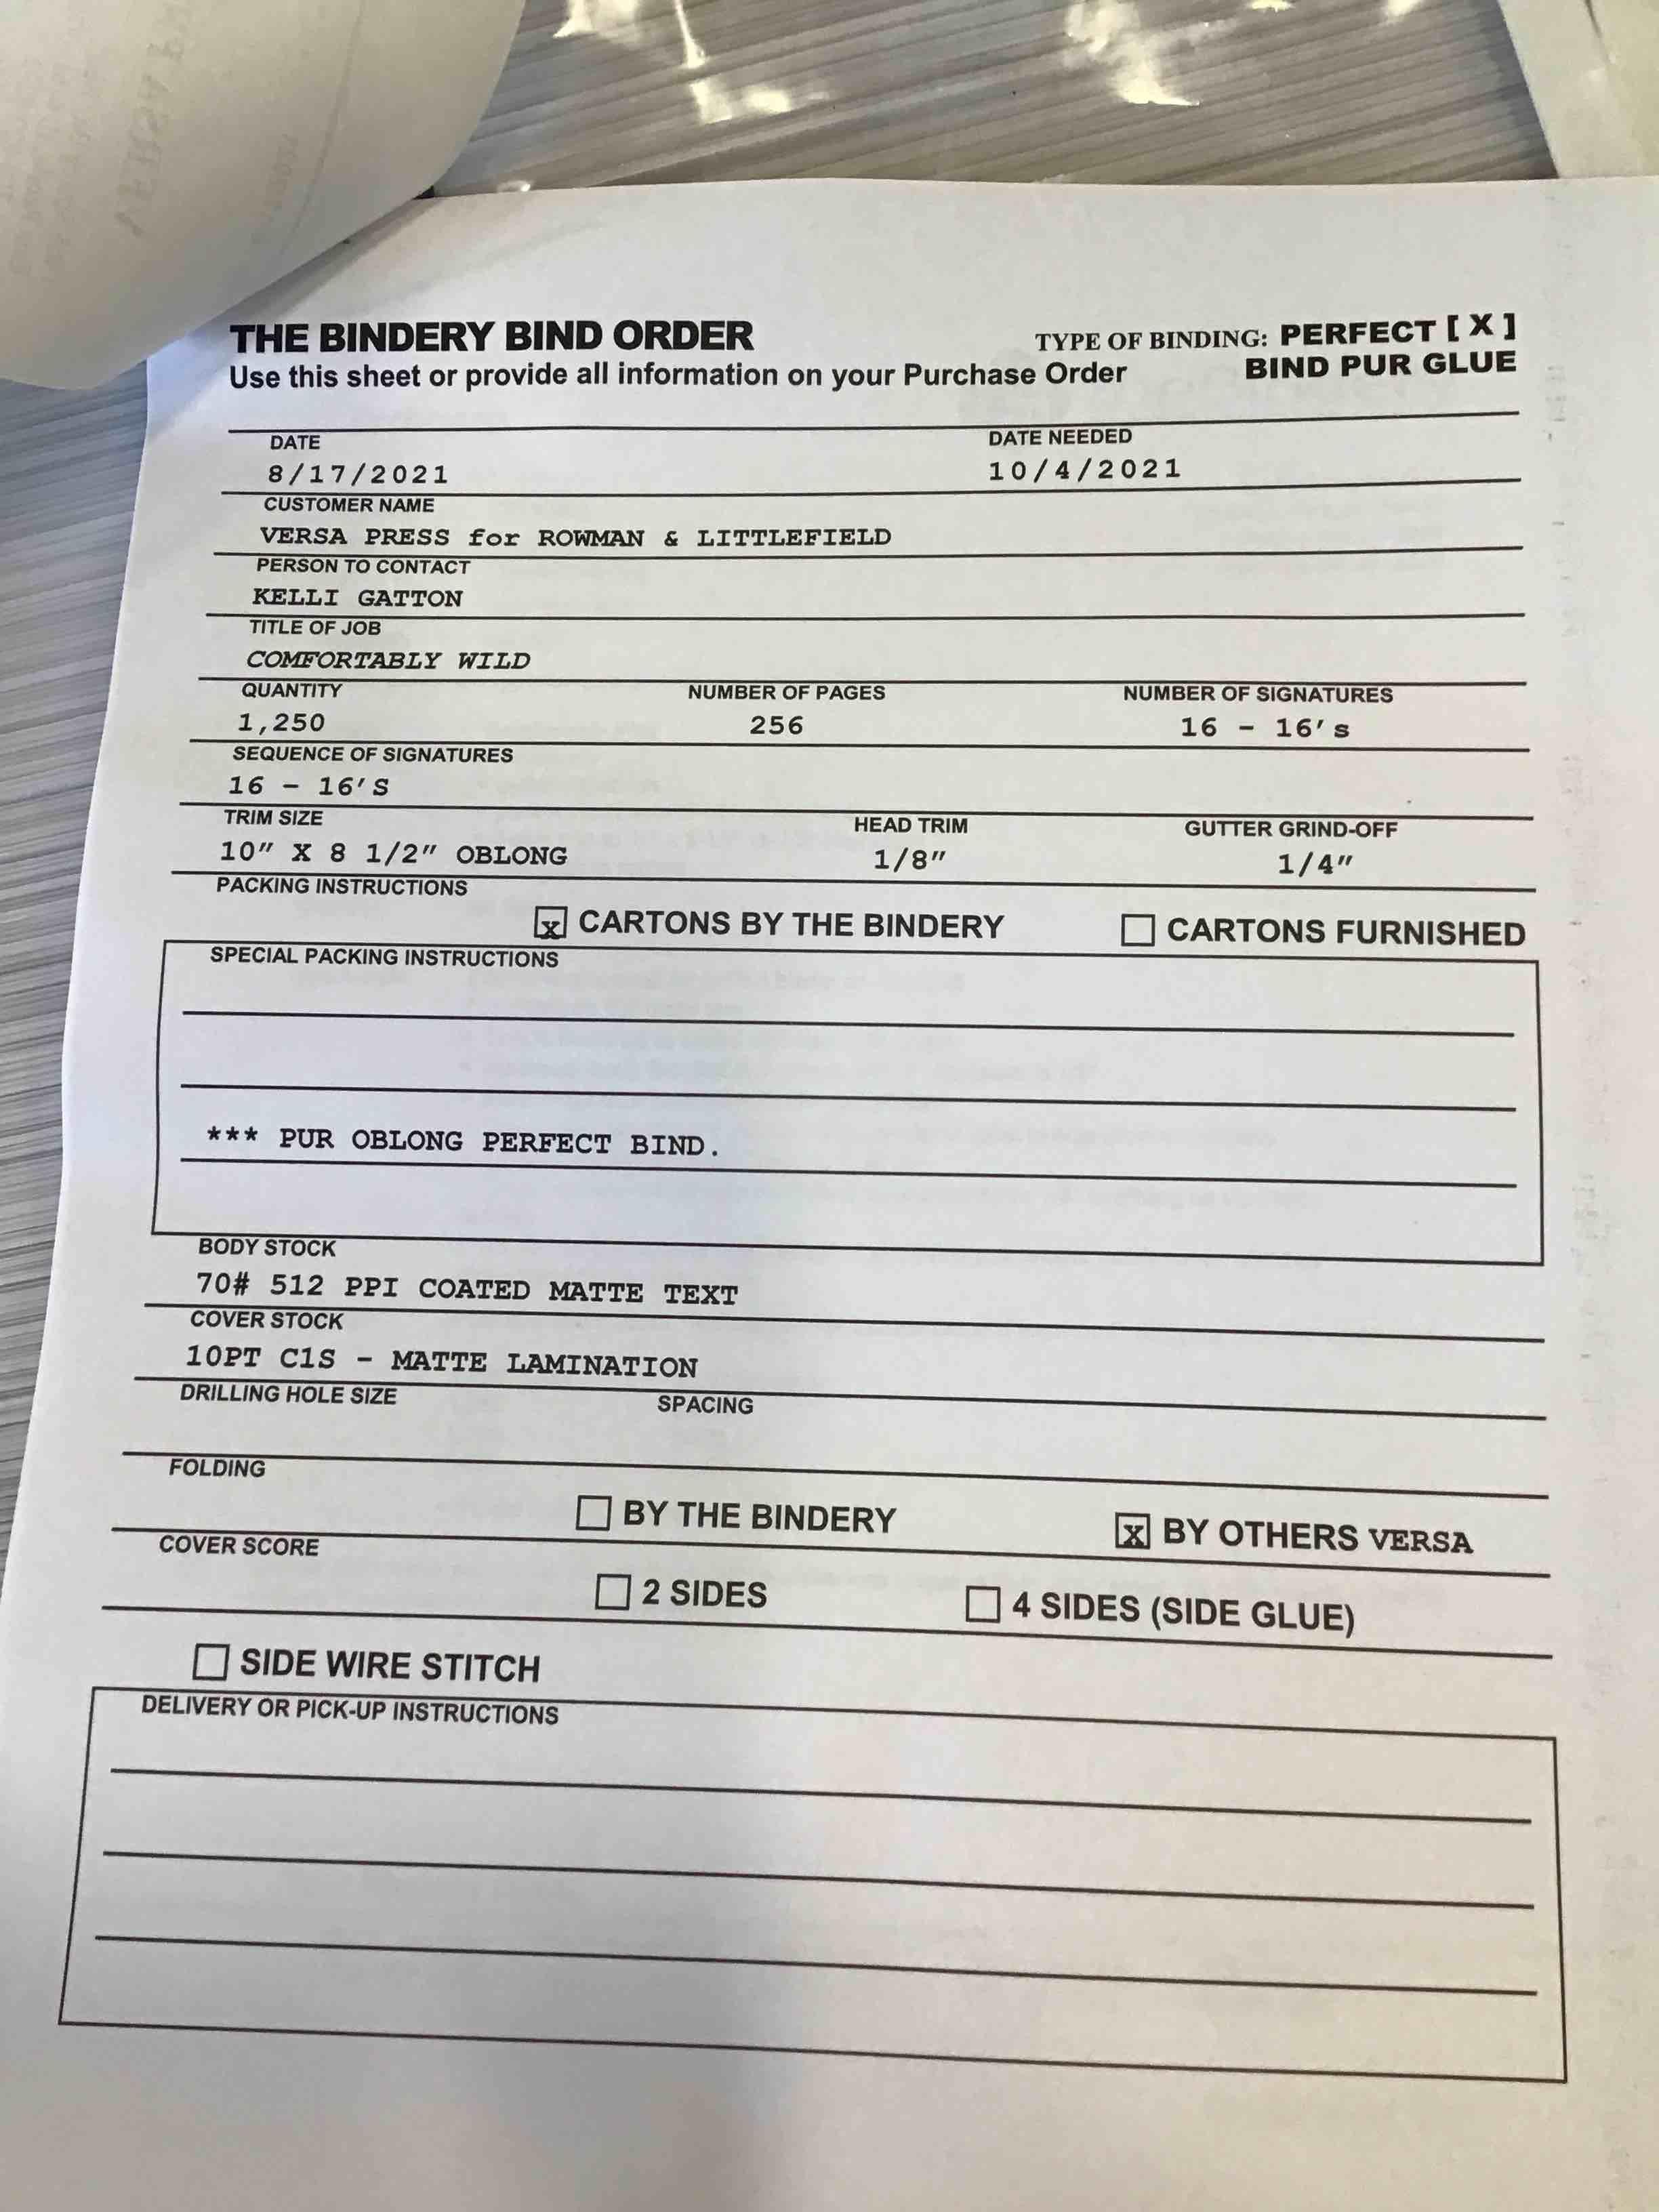 THE BINDERY BIND ORDER
TYPE OF BINDING: PERFECT [ X ]
Use this sheet or provide all information on your Purchase Order
BIND PUR GLUE
DATE DATE NEEDED
8/17/2021 10/4/2021
CUSTOMER NAME
VERSA PRESS for ROWMAN & LITTLEFIELD
PERSON TO CONTACT
KELLI GATTON
TITLE OF JOB
COMFORTABLY WILD
QUANTITY NUMBER OF PAGES NUMBER OF SIGNATURES
1,250 256 16 - 16's
SEQUENCE OF SIGNATURES
16 - 16'S
TRIM SIZE HEAD TRIM GUTTER GRIND-OFF
10" X 8 1/2" OBLONG 1/8" 1/4"
PACKING INSTRUCTIONS
x CARTONS BY THE BINDERY CARTONS FURNISHED
SPECIAL PACKING INSTRUCTIONS
*** PUR OBLONG PERFECT BIND.
BODY STOCK
70# 512 PPI COATED MATTE TEXT
COVER STOCK
10PT C1S - MATTE LAMINATION
DRILLING HOLE SIZE SPACING
FOLDING
BY THE BINDERY x BY OTHERS VERSA
COVER SCORE
2 SIDES 4 SIDES (SIDE GLUE)
SIDE WIRE STITCH
DELIVERY OR PICK-UP INSTRUCTIONS